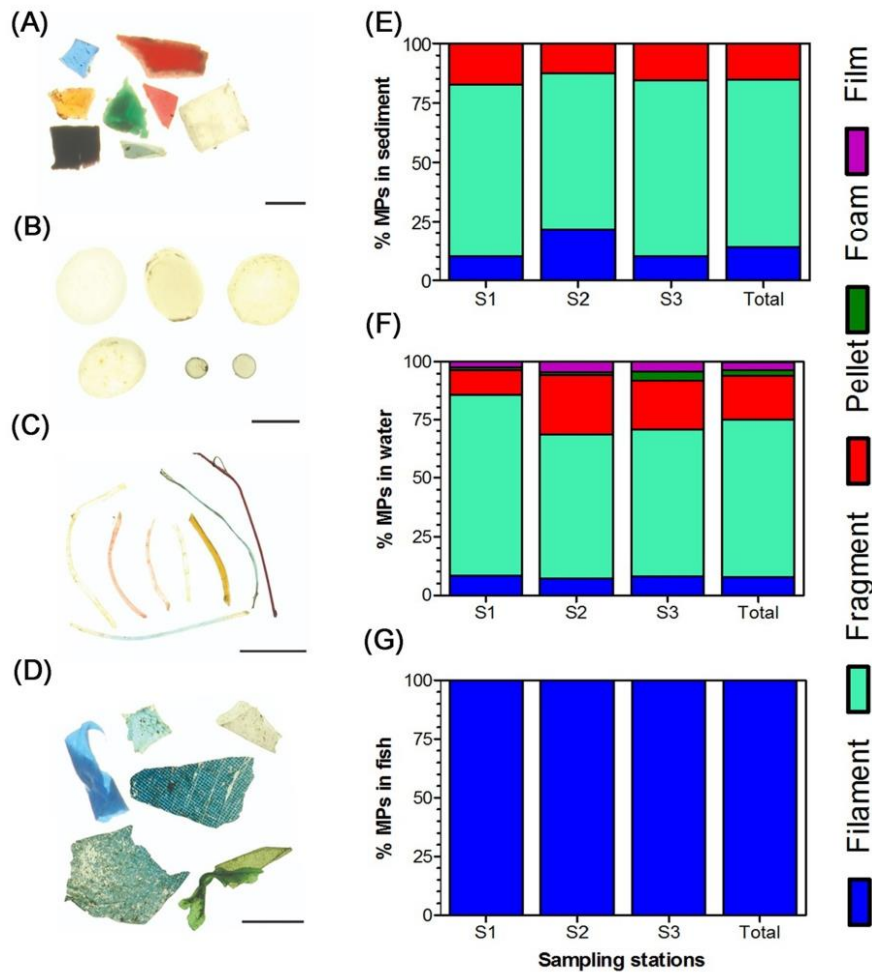 (A)
(B)
(C)
(D)
(E)
% MPs in sediment
100
75
50
25
0
S1 S2 S3 Total
(F)
% MPs in water
100
75
50
25
0
S1 S2 S3 Total
(G)
% MPs in fish
100
75
50
25
0
S1 S2 S3 Total
Sampling stations
Filament
Fragment
Pellet
Foam
Film